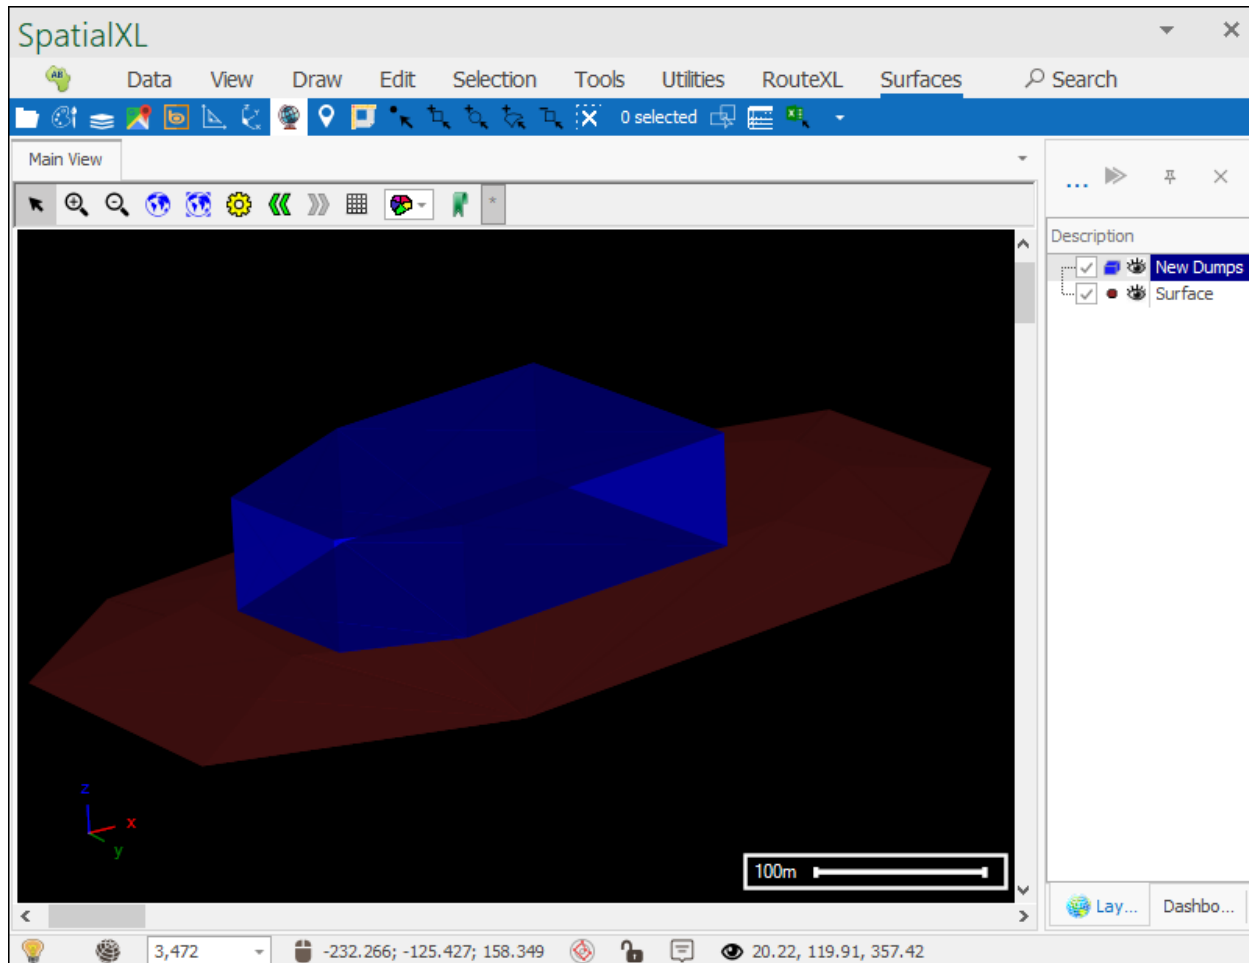 SpatialXL
AB Data View Draw Edit Selection Tools Utilities RouteXL Surfaces Search
0 selected
Main View
...
*
Description
New Dumps
Surface
z
x
y
100m
Lay... Dashbo...
3,472 -232.266; -125.427; 158.349 20.22, 119.91, 357.42